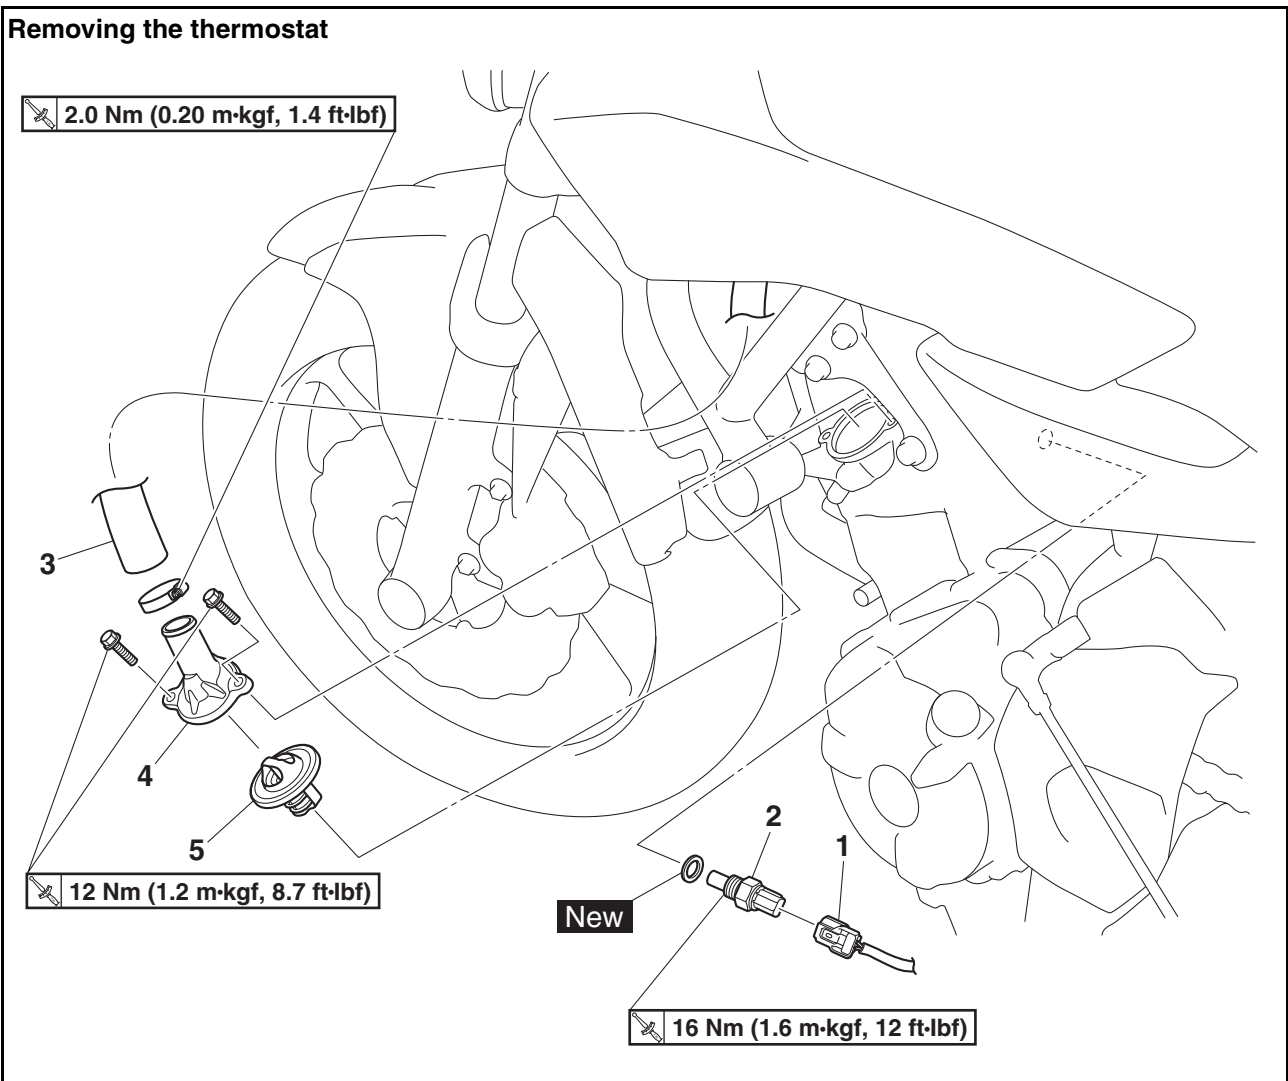 Removing the thermostat
2.0 Nm (0.20 m•kgf, 1.4 ft•lbf)
3
4
5
2
1
12 Nm (1.2 m•kgf, 8.7 ft•lbf)
New
16 Nm (1.6 m•kgf, 12 ft•lbf)